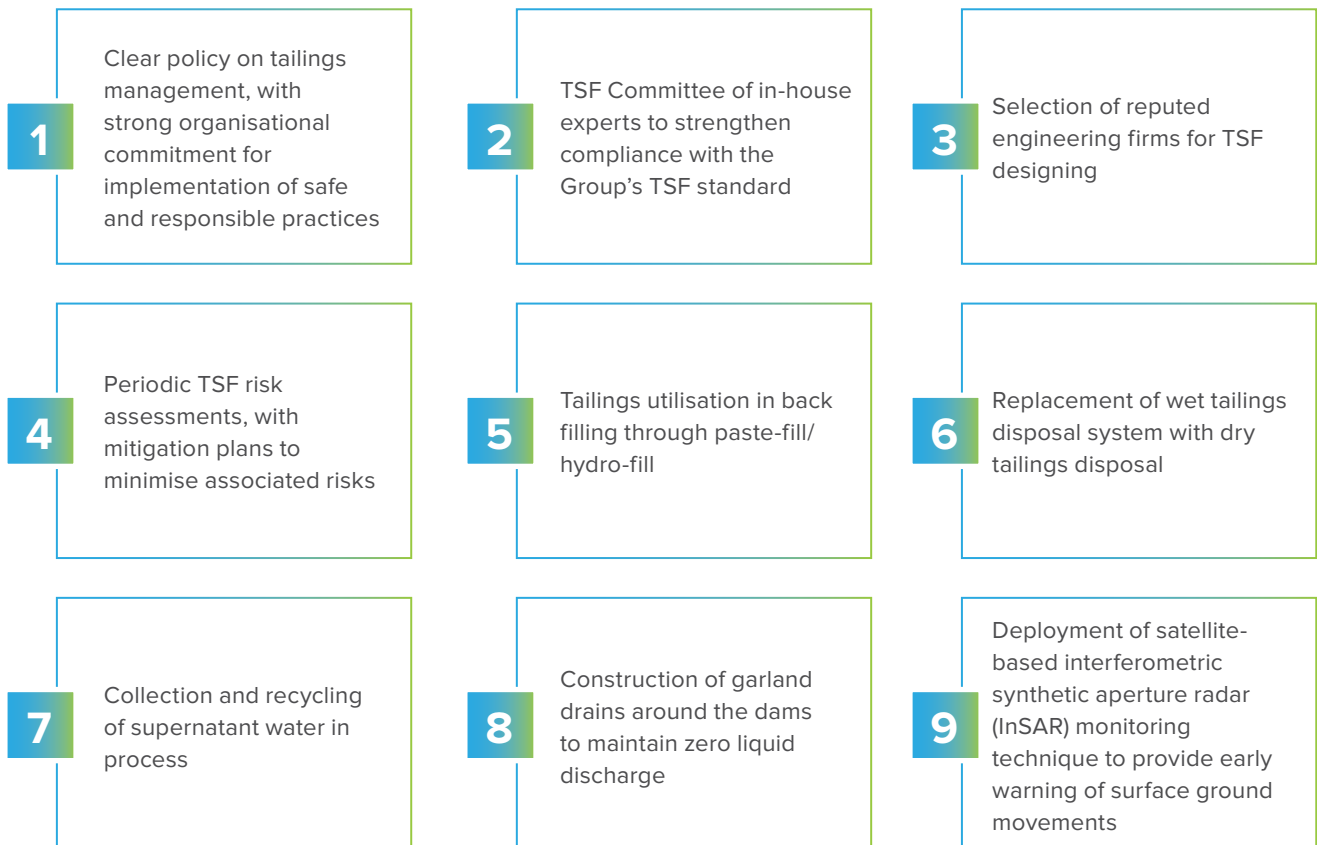 1
Clear policy on tailings
management, with
strong organisational
commitment for
implementation of safe
and responsible practices
2
TSF Committee of in-house
experts to strengthen
compliance with the
Group's TSF standard
3
Selection of reputed
engineering firms for TSF
designing
4
Periodic TSF risk
assessments, with
mitigation plans to
minimise associated risks
5
Tailings utilisation in back
filling through paste-fill/
hydro-fill
6
Replacement of wet tailings
disposal system with dry
tailings disposal
7
Collection and recycling
of supernatant water in
process
8
Construction of garland
drains around the dams
to maintain zero liquid
discharge
9
Deployment of satellite-
based interferometric
synthetic aperture radar
(InSAR) monitoring
technique to provide early
warning of surface ground
movements